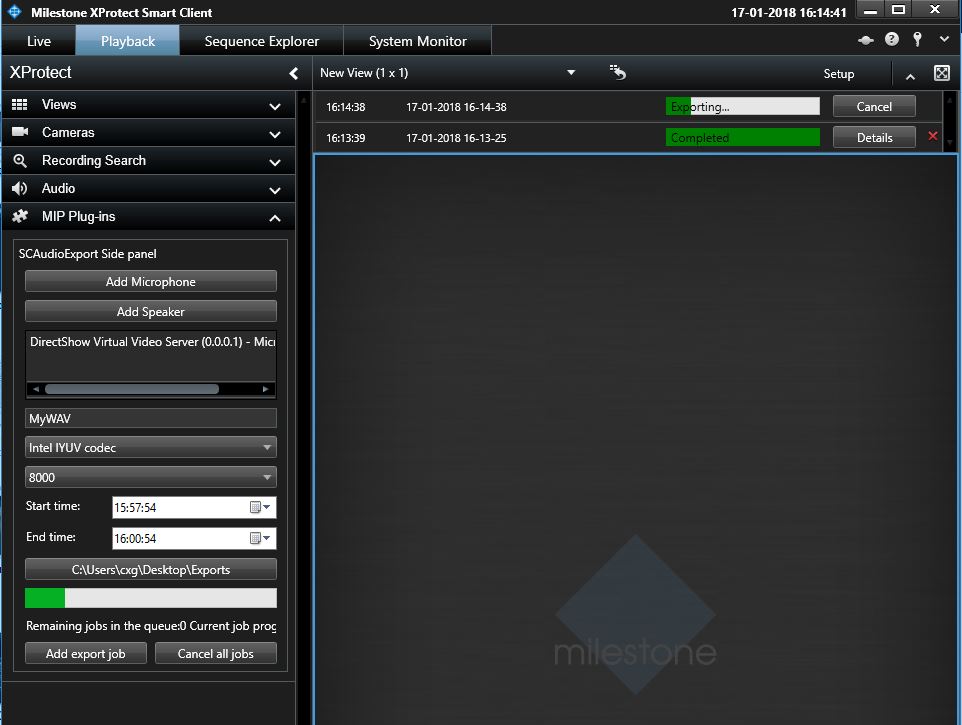 Milestone XProtect Smart Client 17-01-2018 16:14:41
Live Playback Sequence Explorer System Monitor
XProtect New View (1 x 1) Setup
Views
Cameras
Recording Search
Audio
MIP Plug-ins
SCAudioExport Side panel
Add Microphone
Add Speaker
DirectShow Virtual Video Server (0.0.0.1) - Mic
MyWAV
Intel IYUV codec
8000
Start time: 15:57:54
End time: 16:00:54
C:\Users\cxg\Desktop\Exports
Remaining jobs in the queue:0 Current job prog
Add export job Cancel all jobs
16:14:38 17-01-2018 16-14-38 Exporting... Cancel
16:13:39 17-01-2018 16-13-25 Completed Details
milestone